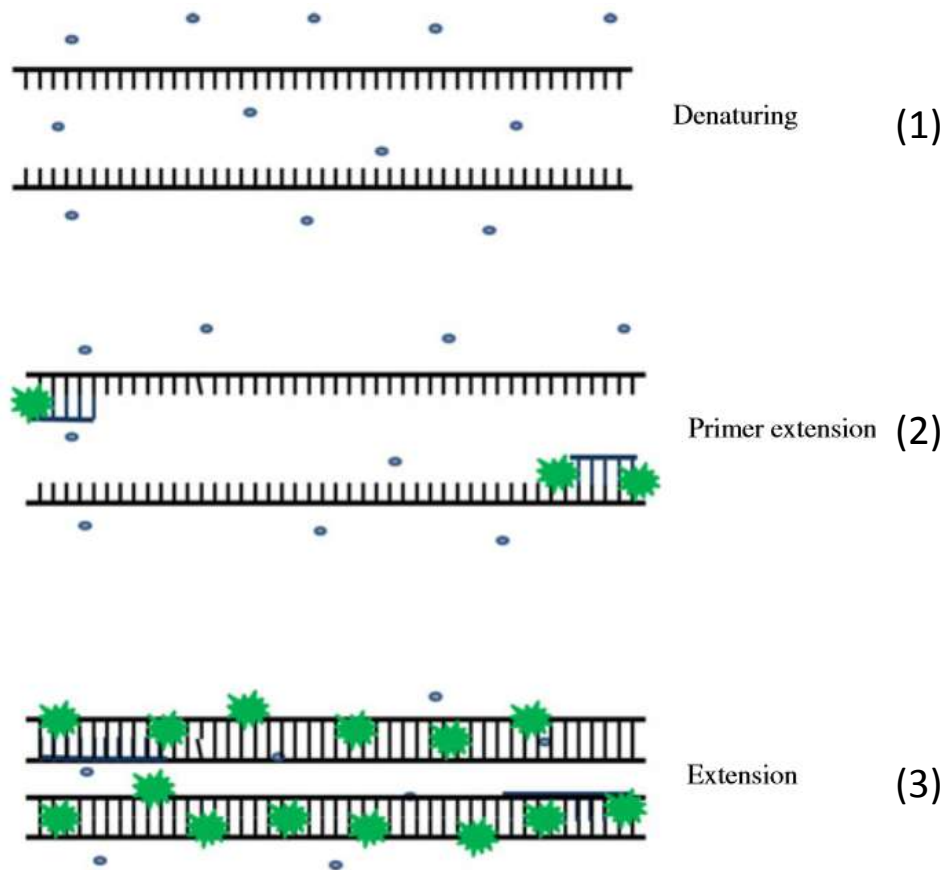 Denaturing (1)
Primer extension (2)
Extension (3)